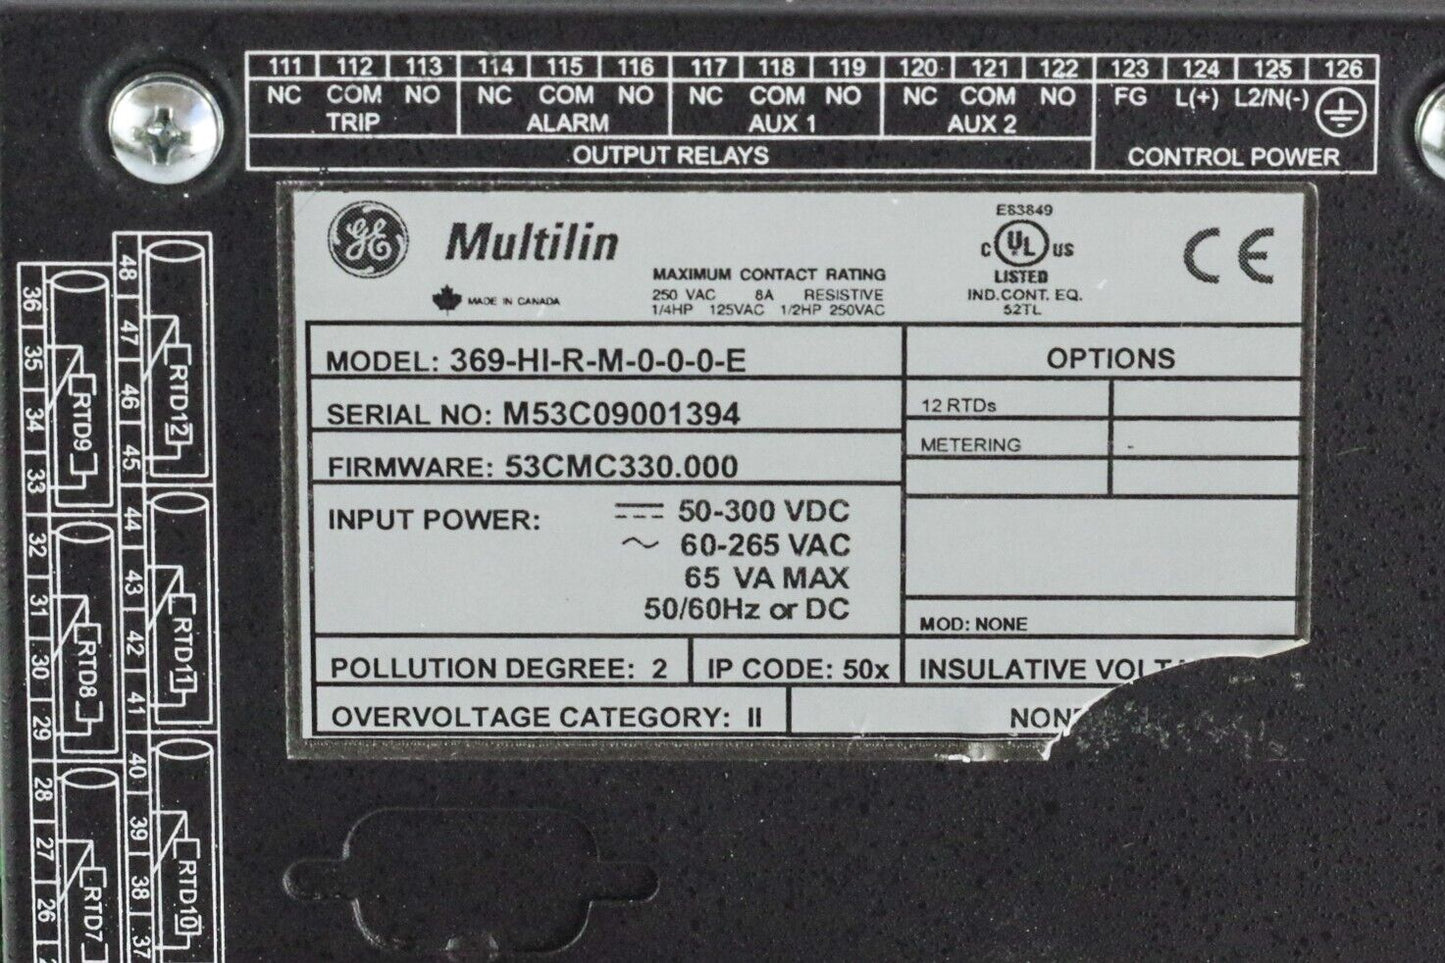 111 112 113 114 115 116 117 118 119 120 121 122 123 124 125 126
NC COM NO NC COM NO NC COM NO NC COM NO FG L(+) L2/N(-)
TRIP ALARM AUX 1 AUX 2
OUTPUT RELAYS CONTROL POWER
GE Multilin
MADE IN CANADA
MAXIMUM CONTACT RATING
250 VAC 8A RESISTIVE
1/4HP 125VAC 1/2HP 250VAC
E83849
C UL US
LISTED
IND.CONT. EQ.
52TL
CE
MODEL: 369-HI-R-M-0-0-0-E
SERIAL NO: M53C09001394
FIRMWARE: 53CMC330.000
INPUT POWER: 50-300 VDC
60-265 VAC
65 VA MAX
50/60Hz or DC
OPTIONS
12 RTDs
METERING -
MOD: NONE
POLLUTION DEGREE: 2 IP CODE: 50x INSULATIVE
OVERVOLTAGE CATEGORY: II
48 47 46 45 44 43 42 41 40 39 38 37
RTD12 RTD11 RTD10
36 35 34 33 32 31 30 29 28 27 26
RTD9 RTD8 RTD7